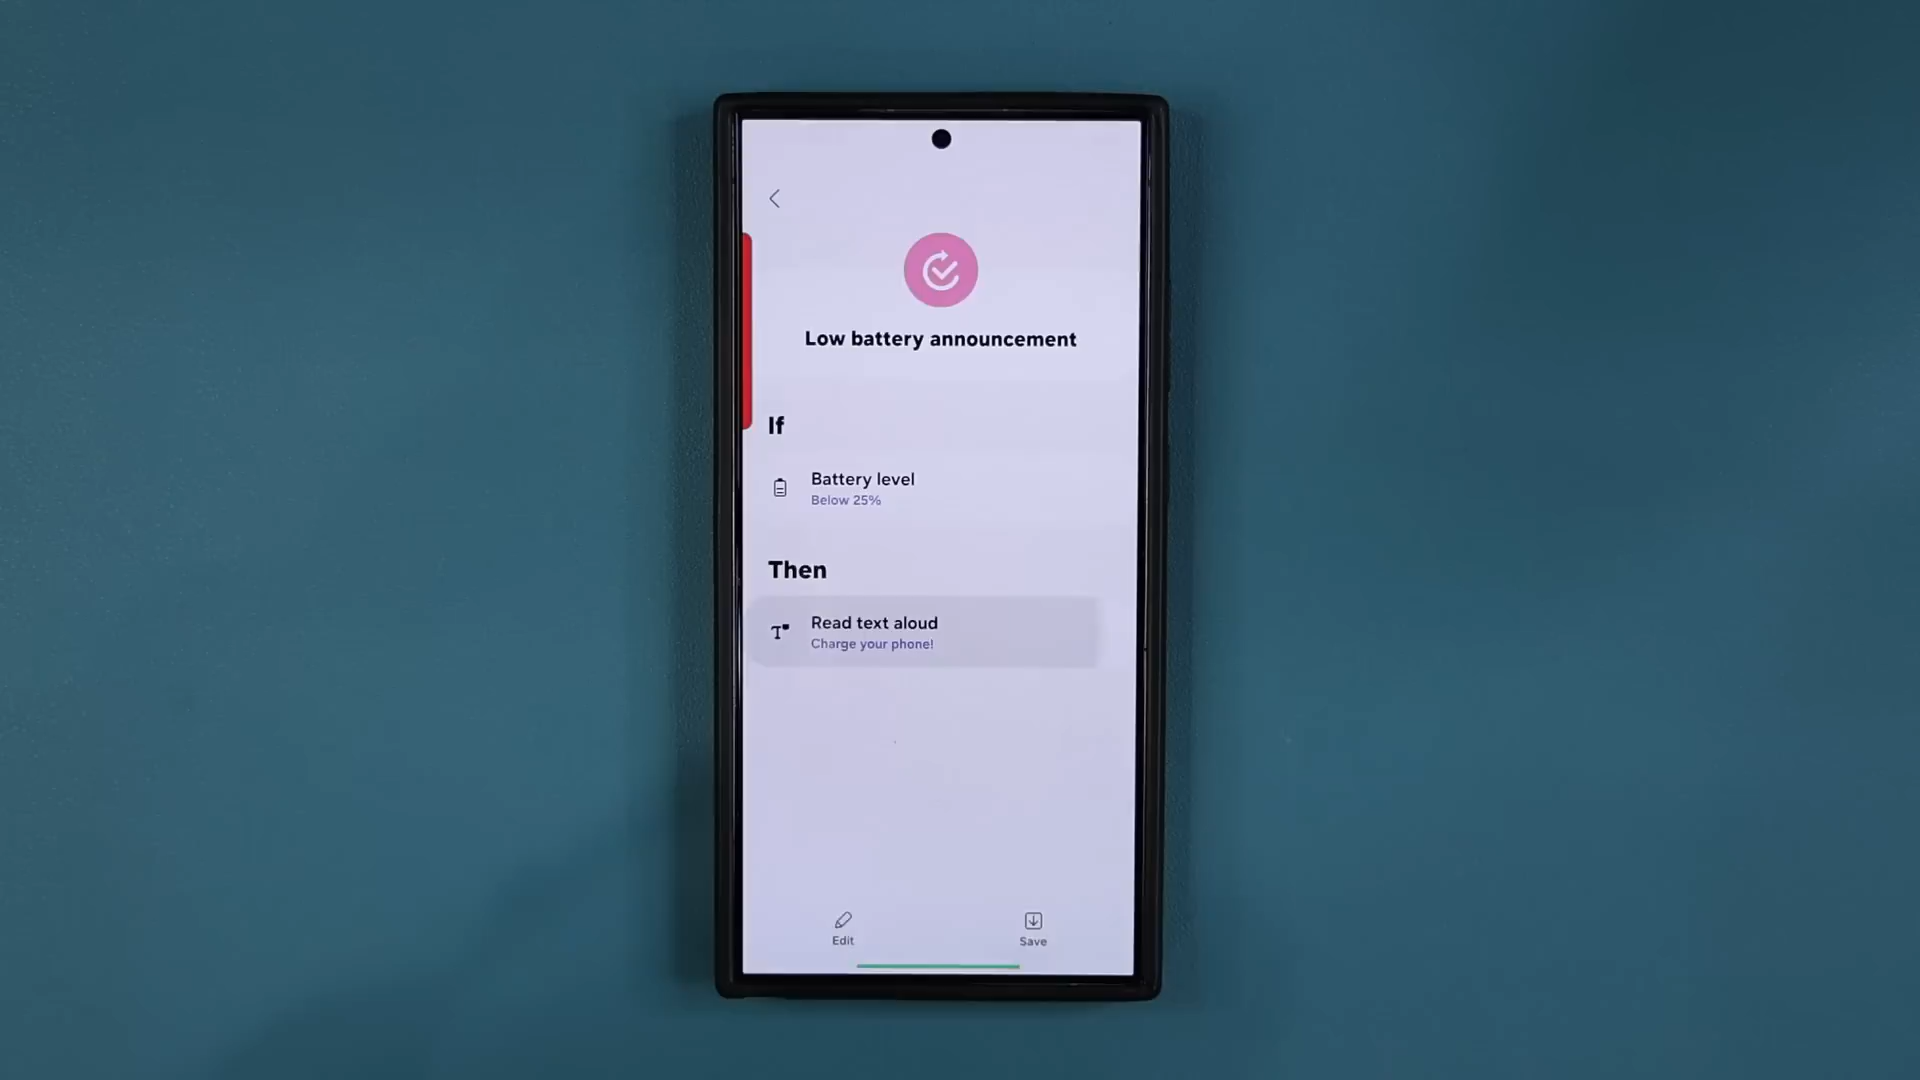 Low battery announcement
If
Battery level
Below 25%
Then
Read text aloud
Charge your phone!
Edit
Save